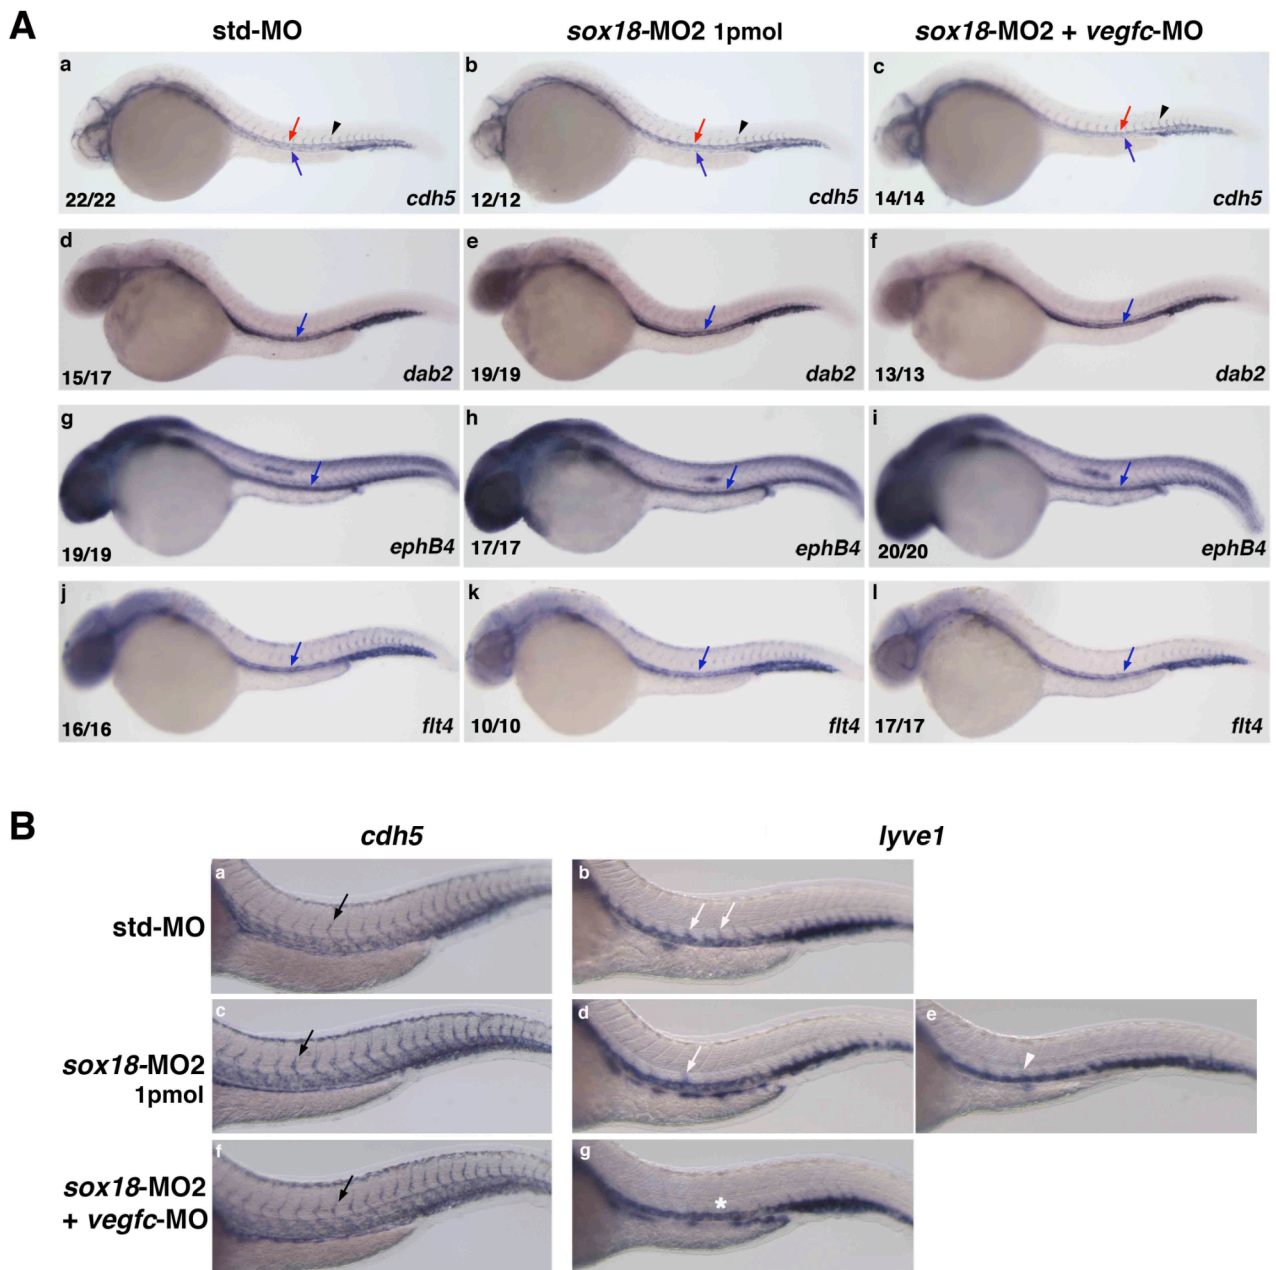 A
std-MO sox18-MO2 1pmol sox18-MO2 + vegfc-MO
a b c
22/22 cdh5 12/12 cdh5 14/14 cdh5
d e f
15/17 dab2 19/19 dab2 13/13 dab2
g h i
19/19 ephB4 17/17 ephB4 20/20 ephB4
j k l
16/16 flt4 10/10 flt4 17/17 flt4
B
cdh5 lyve1
a b
std-MO
c d e
sox18-MO2
1pmol
f g
sox18-MO2
*
+ vegfc-MO